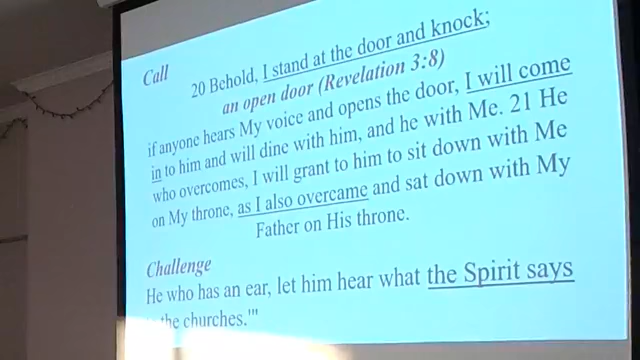 Call
20 Behold, I stand at the door and knock;
an open door (Revelation 3:8)
if anyone hears My voice and opens the door, I will come
in to him and will dine with him, and he with Me. 21 He
who overcomes, I will grant to him to sit down with Me
on My throne, as I also overcame and sat down with My
Father on His throne.
Challenge
He who has an ear, let him hear what the Spirit says
the churches.'"